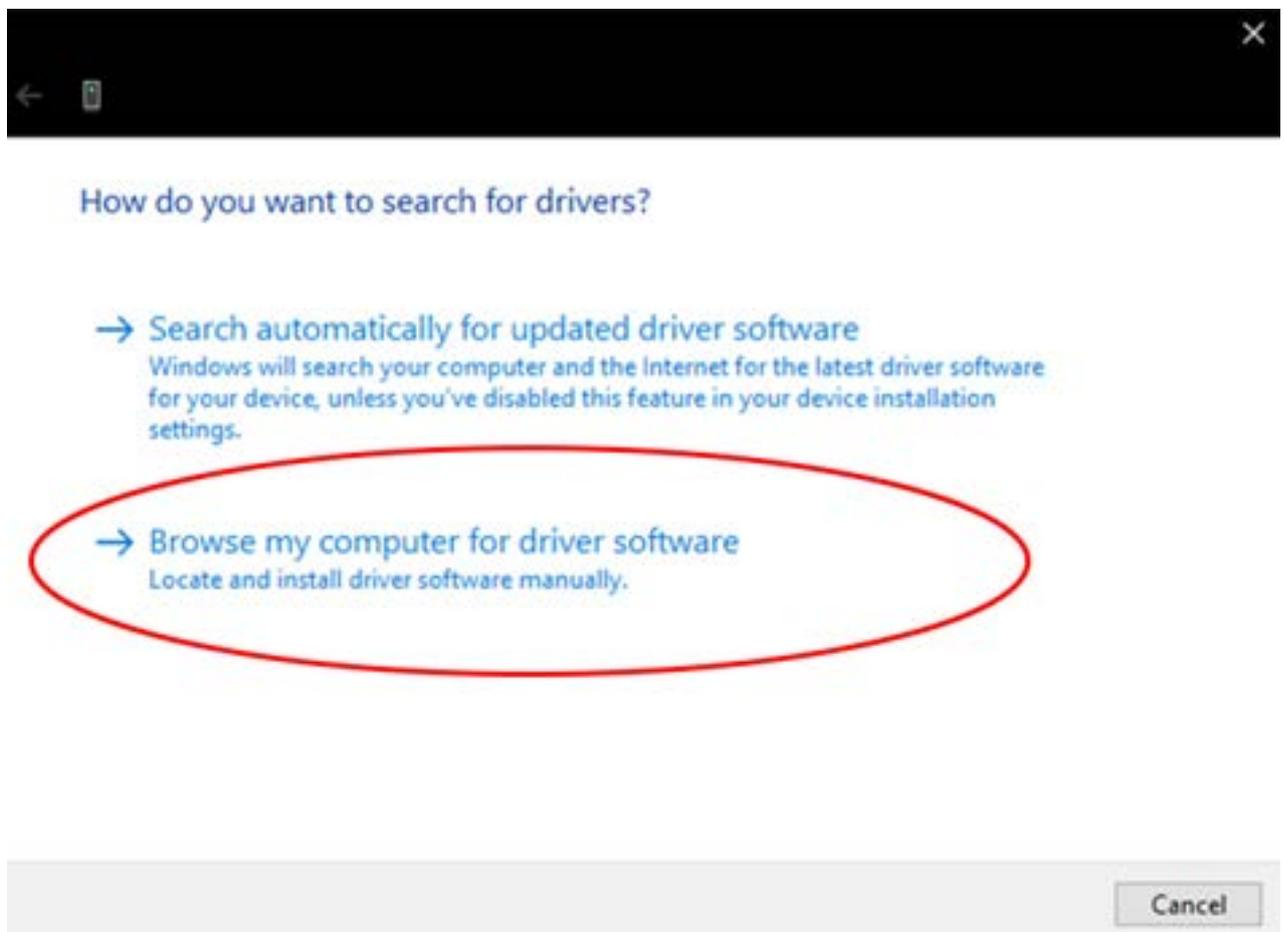 How do you want to search for drivers?
Search automatically for updated driver software
Windows will search your computer and the Internet for the latest driver software
for your device, unless you've disabled this feature in your device installation
settings.
Browse my computer for driver software
Locate and install driver software manually.
Cancel